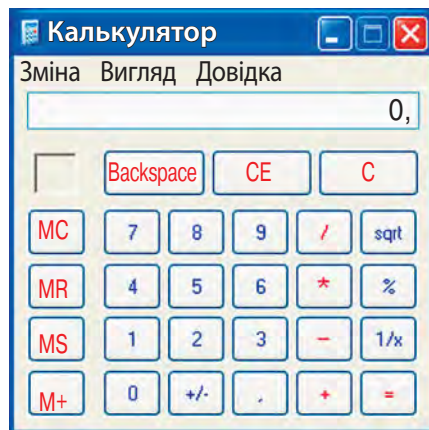 Калькулятор
Зміна Вигляд Довідка
0,
Backspace CE C
MC 7 8 9 / sqrt
MR 4 5 6 * %
MS 1 2 3 - 1/x
M+ 0 +/- , + =